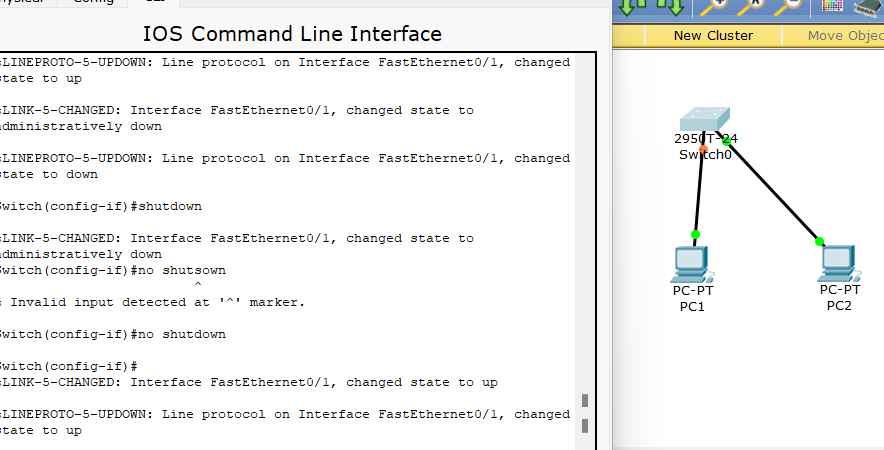 Config
IOS Command Line Interface
LINEPROTO-5-UPDOWN: Line protocol on Interface FastEthernet0/1, changed
state to up
LINK-5-CHANGED: Interface FastEthernet0/1, changed state to
administratively down
LINEPROTO-5-UPDOWN: Line protocol on Interface FastEthernet0/1, changed
state to down
Switch(config-if)#shutdown
LINK-5-CHANGED: Interface FastEthernet0/1, changed state to
administratively down
Switch(config-if)#no shutsown
^
Invalid input detected at '^' marker.
Switch(config-if)#no shutdown
Switch(config-if)#
LINK-5-CHANGED: Interface FastEthernet0/1, changed state to up
LINEPROTO-5-UPDOWN: Line protocol on Interface FastEthernet0/1, changed
state to up
New Cluster
Move Objec
2950T-24
Switch0
PC-PT
PC1
PC-PT
PC2